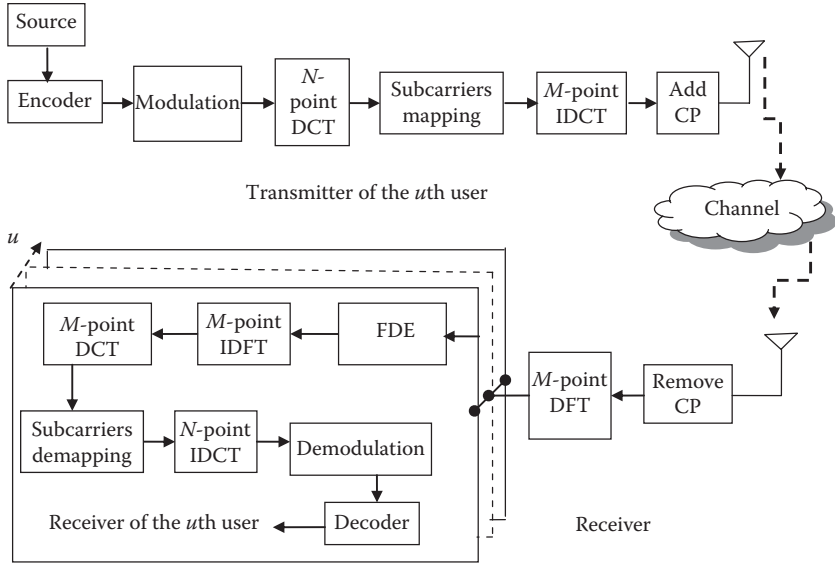 Source
Encoder
Modulation
N-
point
DCT
Subcarriers
mapping
M-point
IDCT
Add
CP
Transmitter of the uth user
Channel
u
M-point
DCT
M-point
IDFT
FDE
M-point
DFT
Remove
CP
Subcarriers
demapping
N-point
IDCT
Demodulation
Receiver of the uth user
Decoder
Receiver